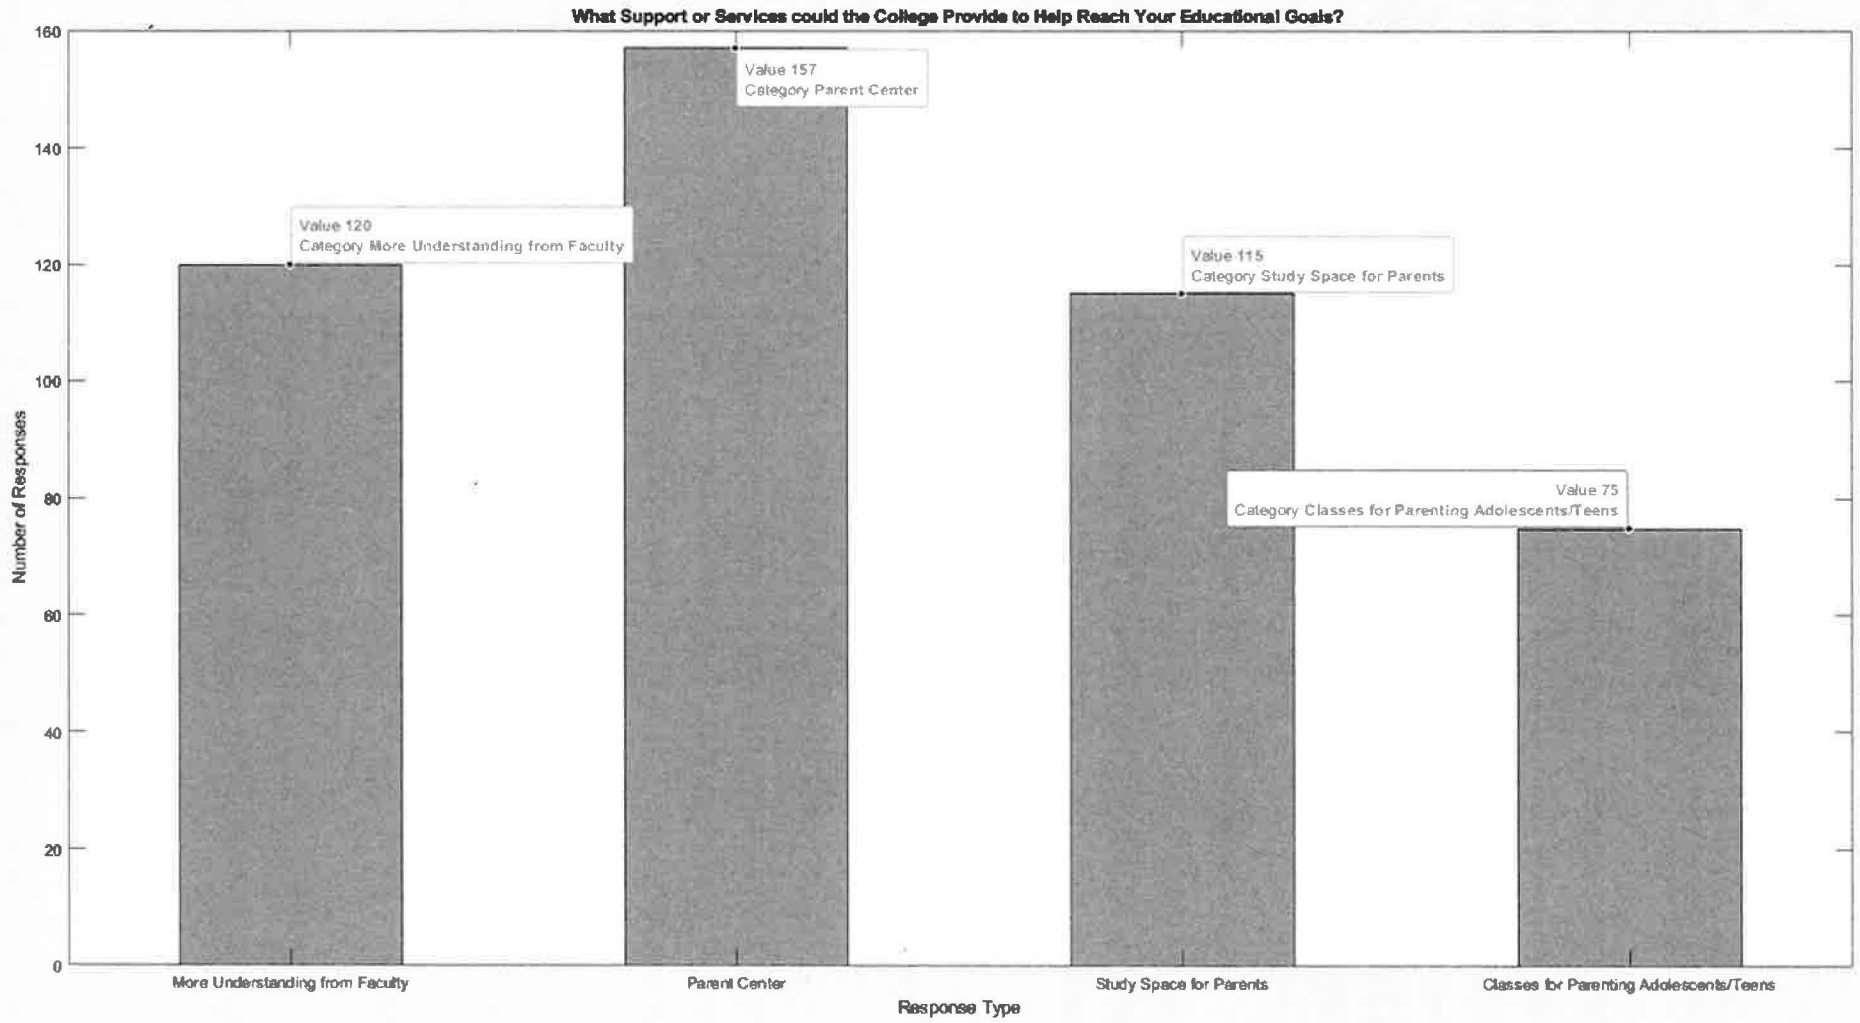 What Support or Services could the College Provide to Help Reach Your Educational Goals?
160
140
120
100
80
60
40
20
0
Number of Responses
Value 120
Category More Understanding from Faculty
Value 157
Category Parent Center
Value 115
Category Study Space for Parents
Value 75
Category Classes for Parenting Adolescents/Teens
More Understanding from Faculty
Parent Center
Study Space for Parents
Classes for Parenting Adolescents/Teens
Response Type